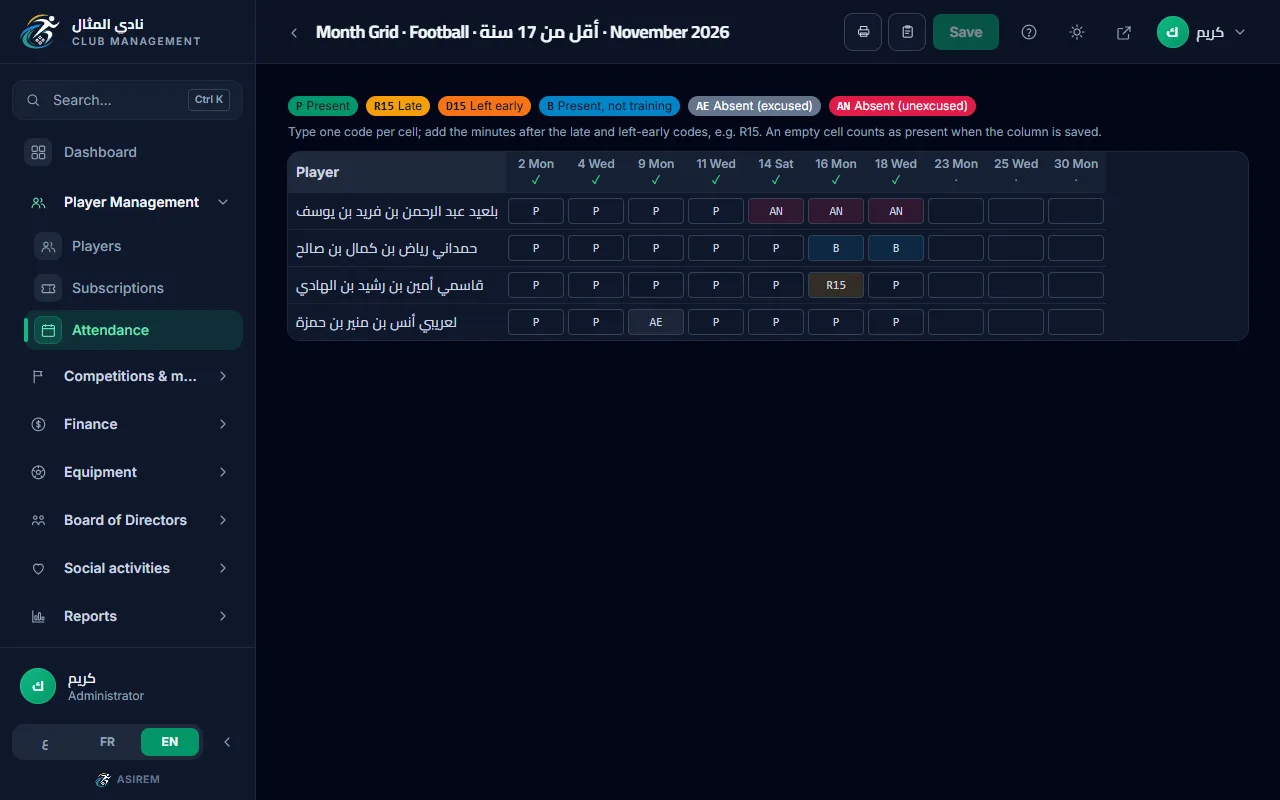 نادي المثال
CLUB MANAGEMENT
Search...
Ctrl K
Dashboard
Player Management
Players
Subscriptions
Attendance
Competitions & m...
Finance
Equipment
Board of Directors
Social activities
Reports
كريم
Administrator
ع FR EN
ASIREM
Month Grid · Football · أقل من 17 سنة · November 2026
Save
ك كريم
P Present R15 Late D15 Left early B Present, not training AE Absent (excused) AN Absent (unexcused)
Type one code per cell; add the minutes after the late and left-early codes, e.g. R15. An empty cell counts as present when the column is saved.
Player 2 Mon 4 Wed 9 Mon 11 Wed 14 Sat 16 Mon 18 Wed 23 Mon 25 Wed 30 Mon
✓ ✓ ✓ ✓ ✓ ✓ ✓ · · ·
بلعيد عبد الرحمن بن فريد بن يوسف P P P P AN AN AN
حمداني رياض بن كمال بن صالح P P P P P B B
قاسمي أمين بن رشيد بن الهادي P P P P P R15 P
لعريبي أنس بن منير بن حمزة P P AE P P P P